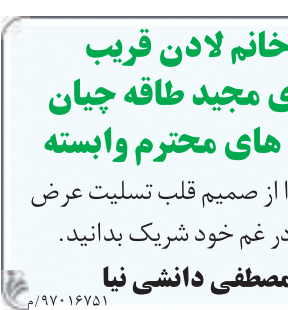 خانم لادن قریب
ی مجید طاقه چیان
های محترم وابسته
ا از صمیم قلب تسلیت عرض
در غم خود شریک بدانید.
مصطفی دانشی نیا
۹۷۰۱۶۷۵۱/م